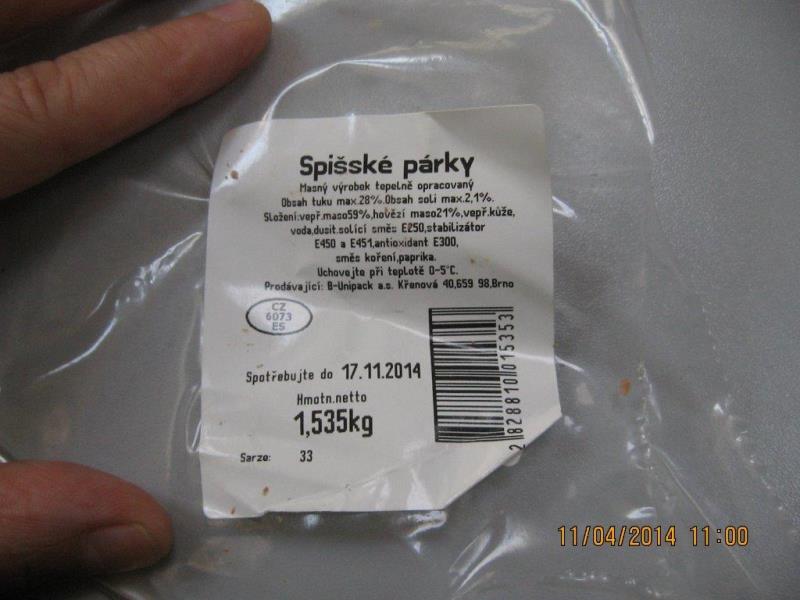 Spišské párky
Masný výrobek tepelně opracovaný
Obsah tuku max.28%.Obsah soli max.2,1%.
Složení:vepř.maso59%,hovězí maso21%,vepř.kůže,
voda,dusit.solící směs E250,stabilizátor
E450 a E451,antioxidant E300,
směs koření,paprika.
Uchovejte při teplotě 0-5°C.
Prodávající: B-Unipack a.s. Křenová 40,659 98,Brno
CZ
6073
ES
Spotřebujte do 17.11.2014
Hmotn.netto
1,535kg
Sarze: 33
2 828810 015353
11/04/2014 11:00